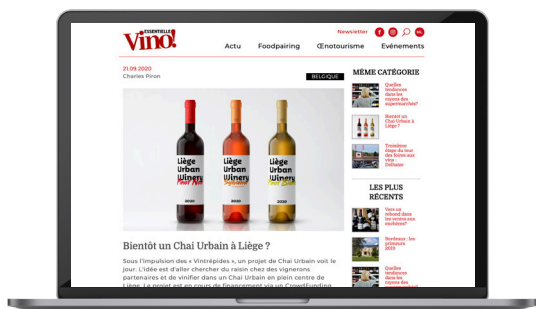 ESSENTIELLE
Vino!
Newsletter
NL
Actu
Foodpairing
Œnotourisme
Evénements
21.09.2020
Charles Piron
BELGIQUE
Liège
Urban
Winery
Pinot Noir
2020
Liège
Urban
Winery
Sylvaner
2020
Liège
Urban
Winery
Pinot Blanc
2020
Bientôt un Chai Urbain à Liège ?
Sous l'impulsion des « Vintrépides », un projet de Chai Urbain voit le
jour. L'idée est d'aller chercher du raisin chez des vignerons
partenaires et de vinifier dans un Chai Urbain en plein centre de
Liège. Le projet est en cours de financement via un CrowdFunding
MÊME CATÉGORIE
Quelles
tendances
dans les
rayons des
supermarchés?
Bientôt un
Chai Urbain à
Liège ?
Troisième
étape du tour
des foires aux
vins :
Delhaize
LES PLUS
RÉCENTS
Vers un
rebond dans
les ventes aux
enchères?
Bordeaux : les
primeurs
2019
Quelles
tendances
dans les
rayons des